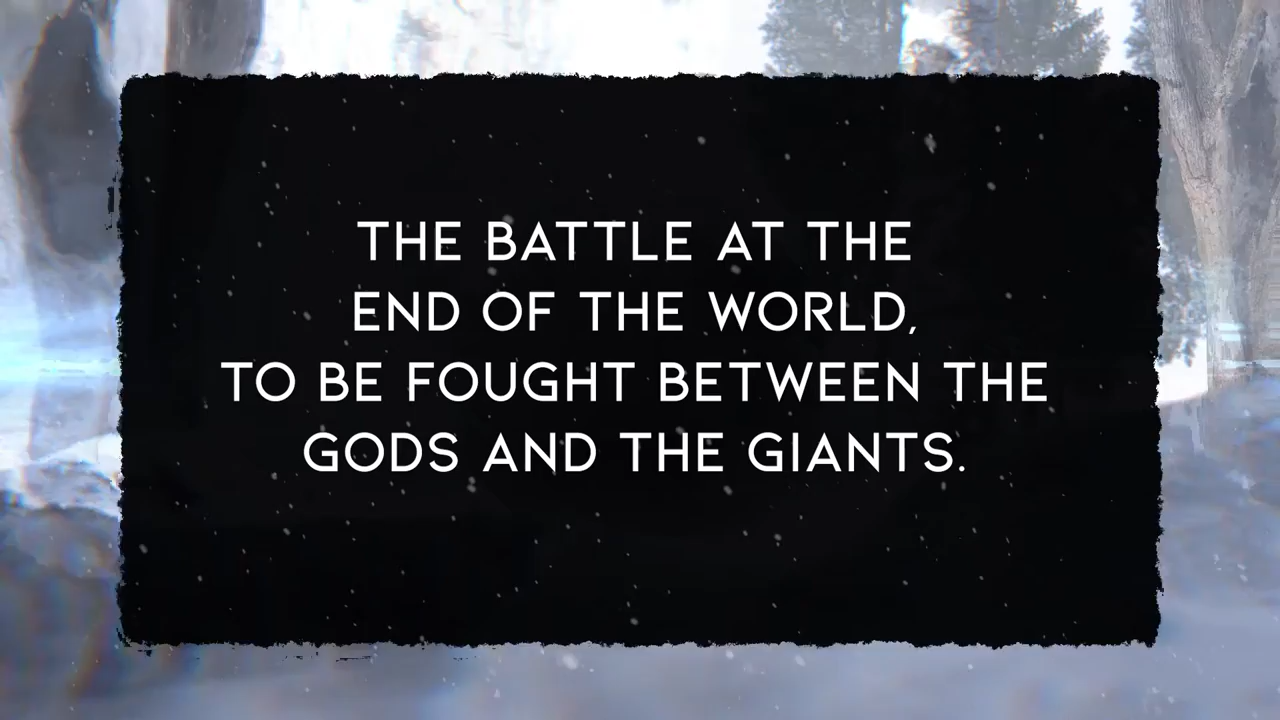 THE BATTLE AT THE
END OF THE WORLD,
TO BE FOUGHT BETWEEN THE
GODS AND THE GIANTS.